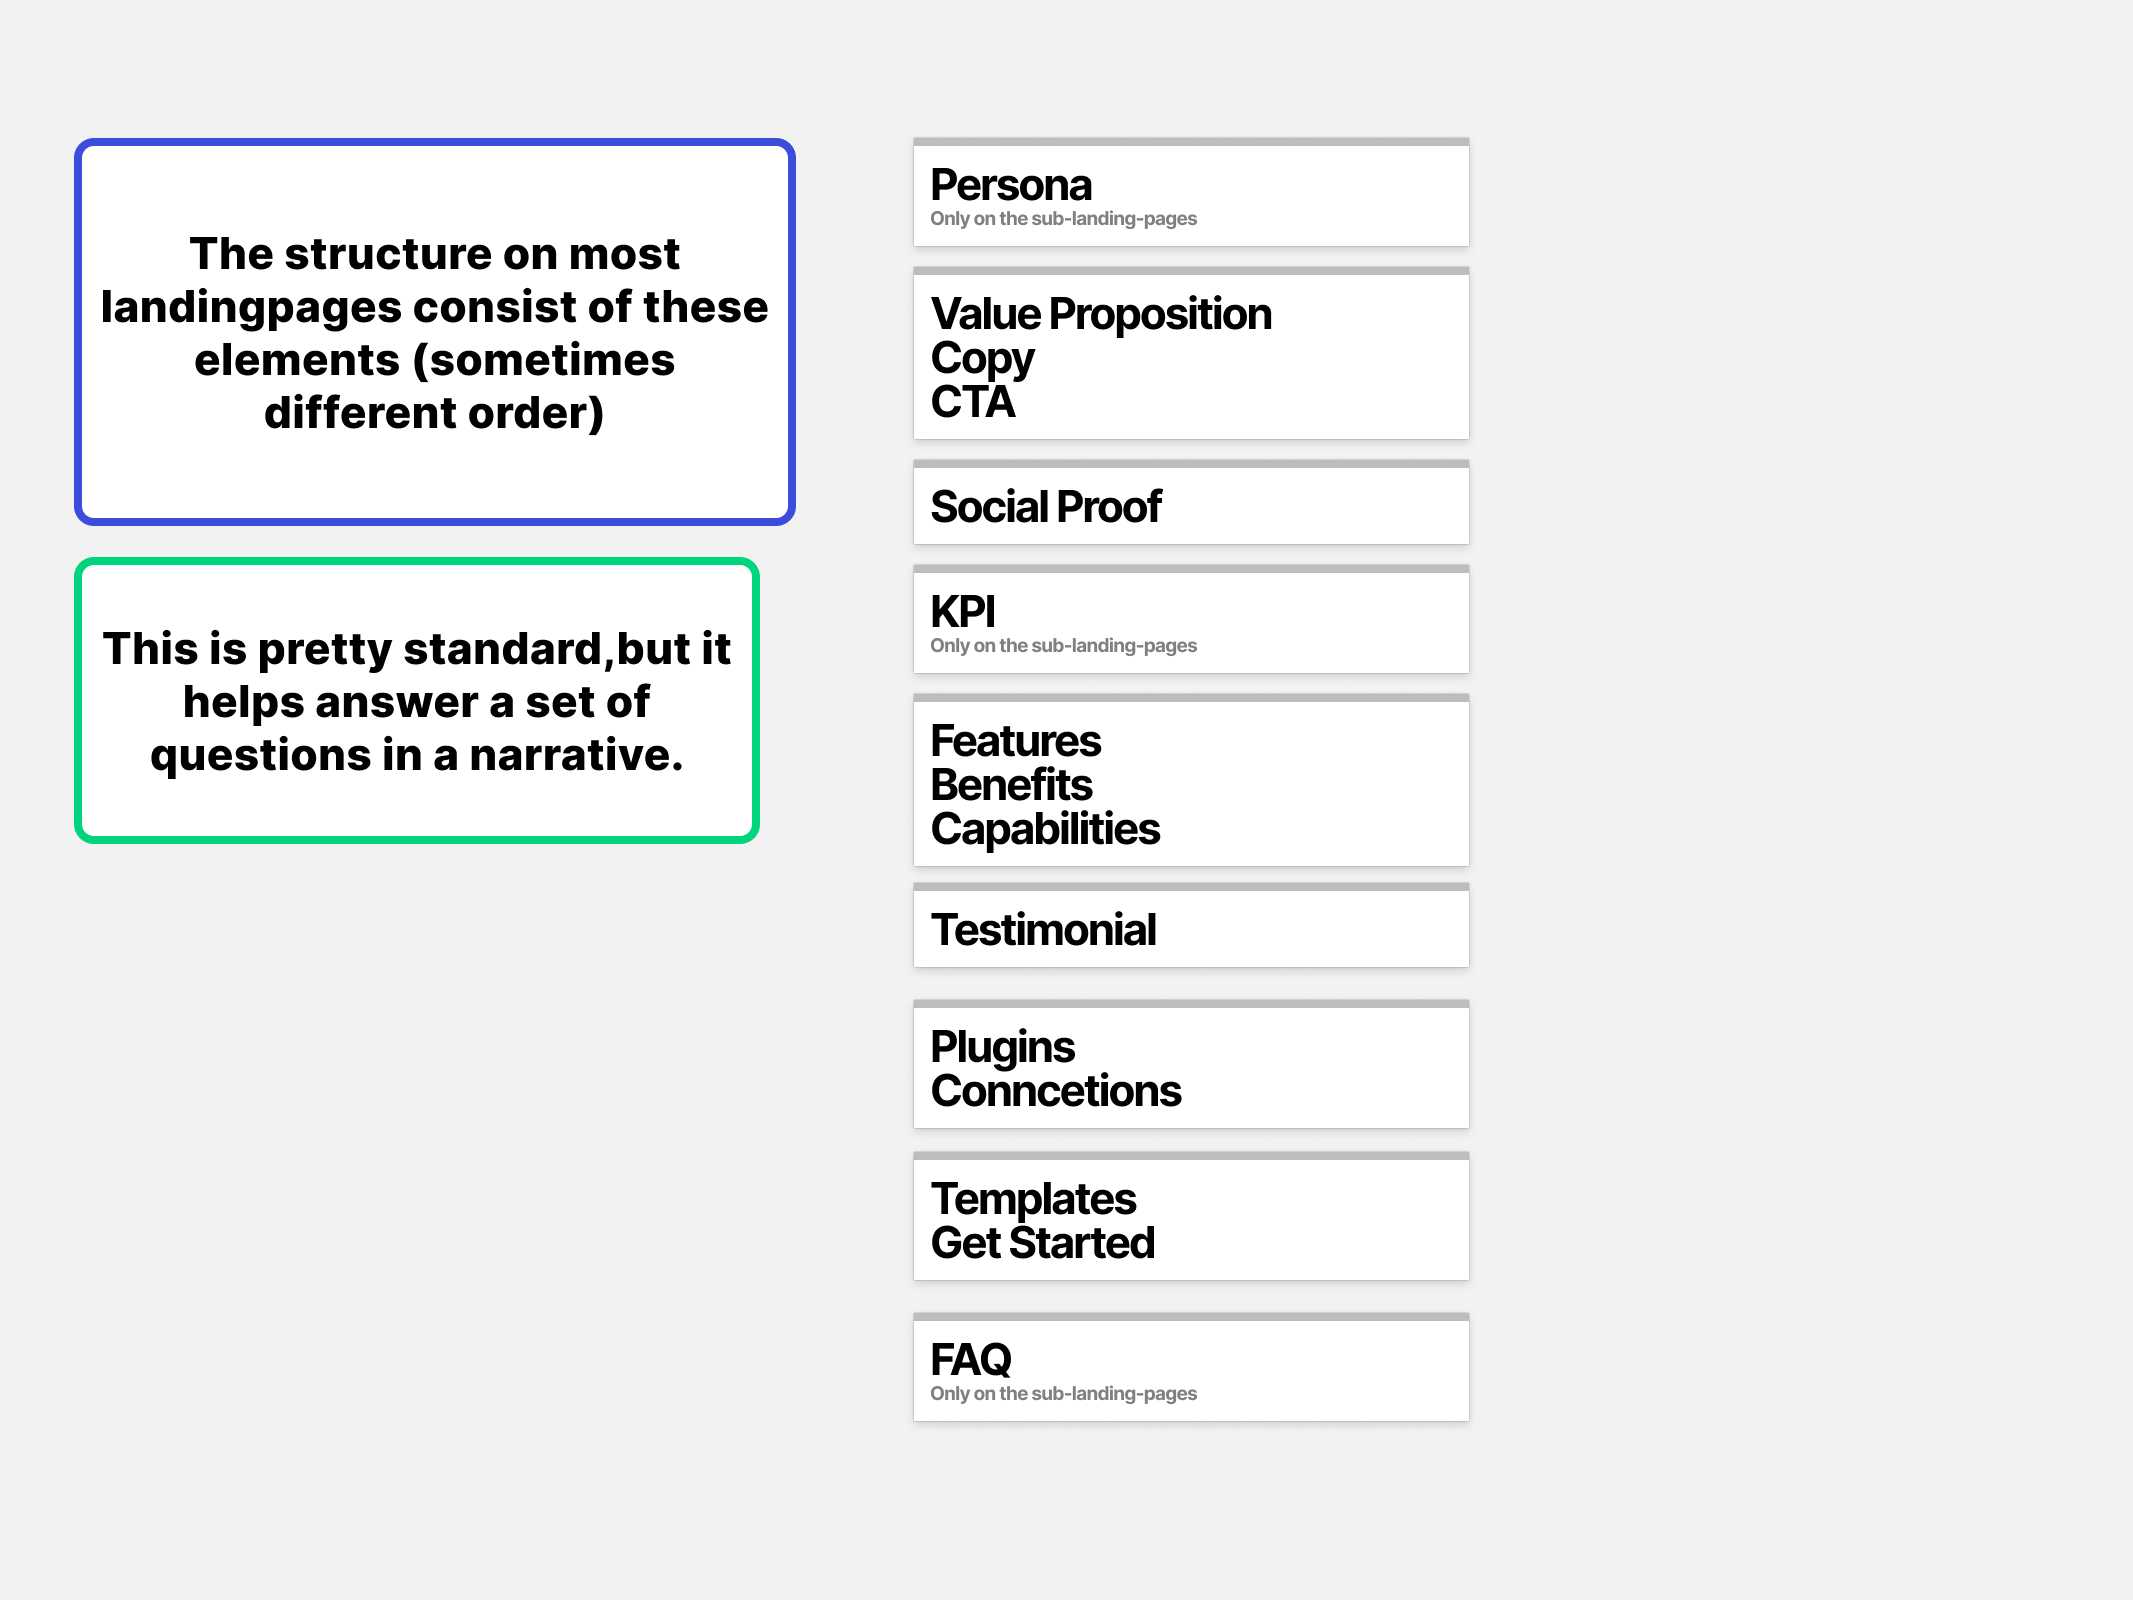 The structure on most
landingpages consist of these
elements (sometimes
different order)
This is pretty standard,but it
helps answer a set of
questions in a narrative.
Persona
Only on the sub-landing-pages
Value Proposition
Copy
CTA
Social Proof
KPI
Only on the sub-landing-pages
Features
Benefits
Capabilities
Testimonial
Plugins
Conncetions
Templates
Get Started
FAQ
Only on the sub-landing-pages